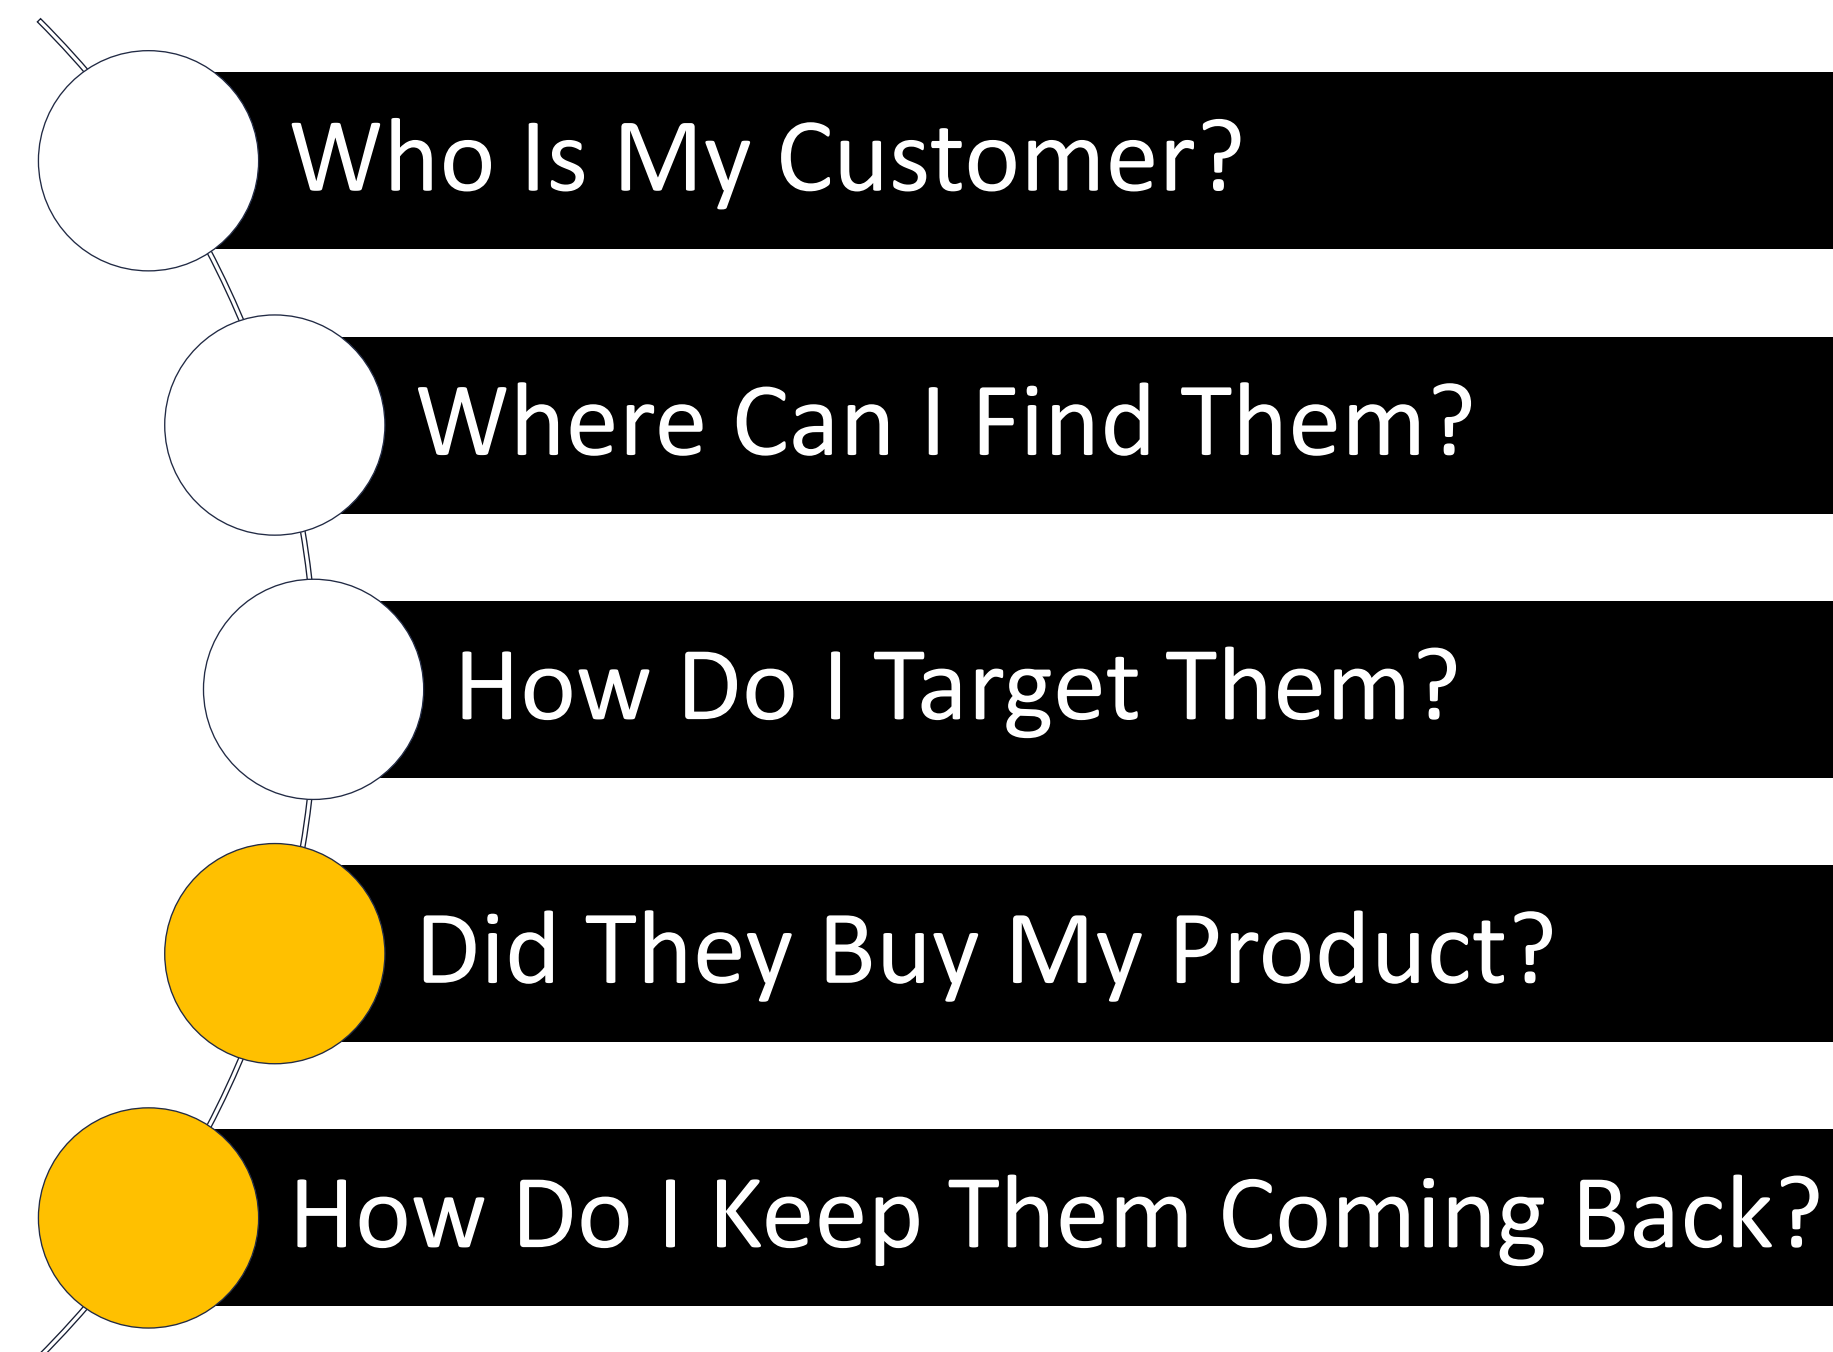 Who Is My Customer?
Where Can I Find Them?
How Do I Target Them?
Did They Buy My Product?
How Do I Keep Them Coming Back?